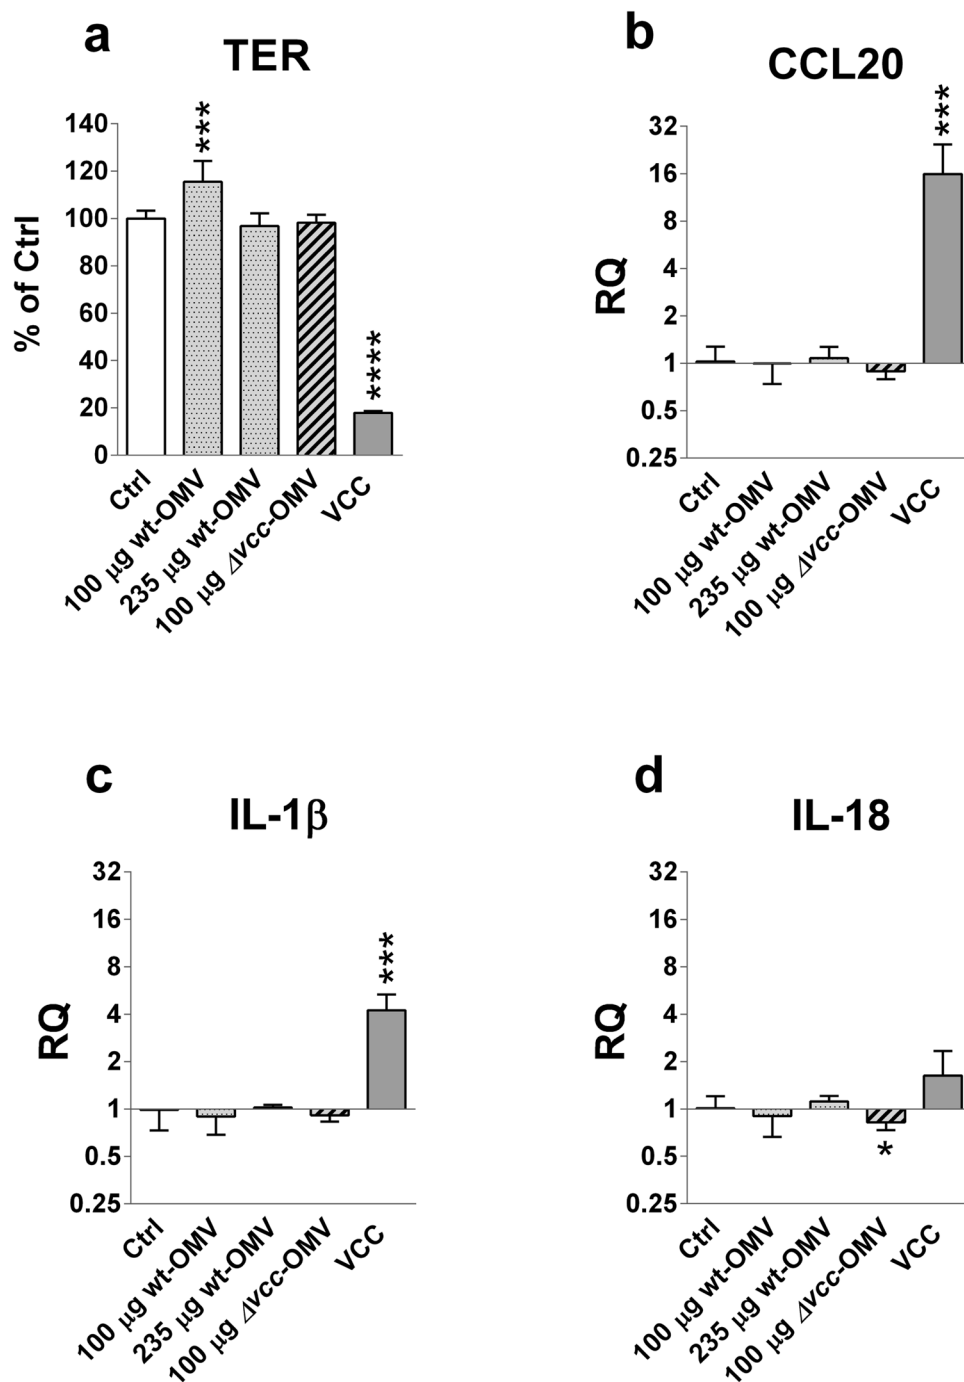 a
TER
% of Ctrl
140
120
100
80
60
40
20
0
***
****
Ctrl
100 μg wt-OMV
235 μg wt-OMV
100 μg Δvcc-OMV
VCC
b
CCL20
RQ
32
16
8
4
2
1
0.5
0.25
***
Ctrl
100 μg wt-OMV
235 μg wt-OMV
100 μg Δvcc-OMV
VCC
c
IL-1β
RQ
32
16
8
4
2
1
0.5
0.25
***
Ctrl
100 μg wt-OMV
235 μg wt-OMV
100 μg Δvcc-OMV
VCC
d
IL-18
RQ
32
16
8
4
2
1
0.5
0.25
*
Ctrl
100 μg wt-OMV
235 μg wt-OMV
100 μg Δvcc-OMV
VCC